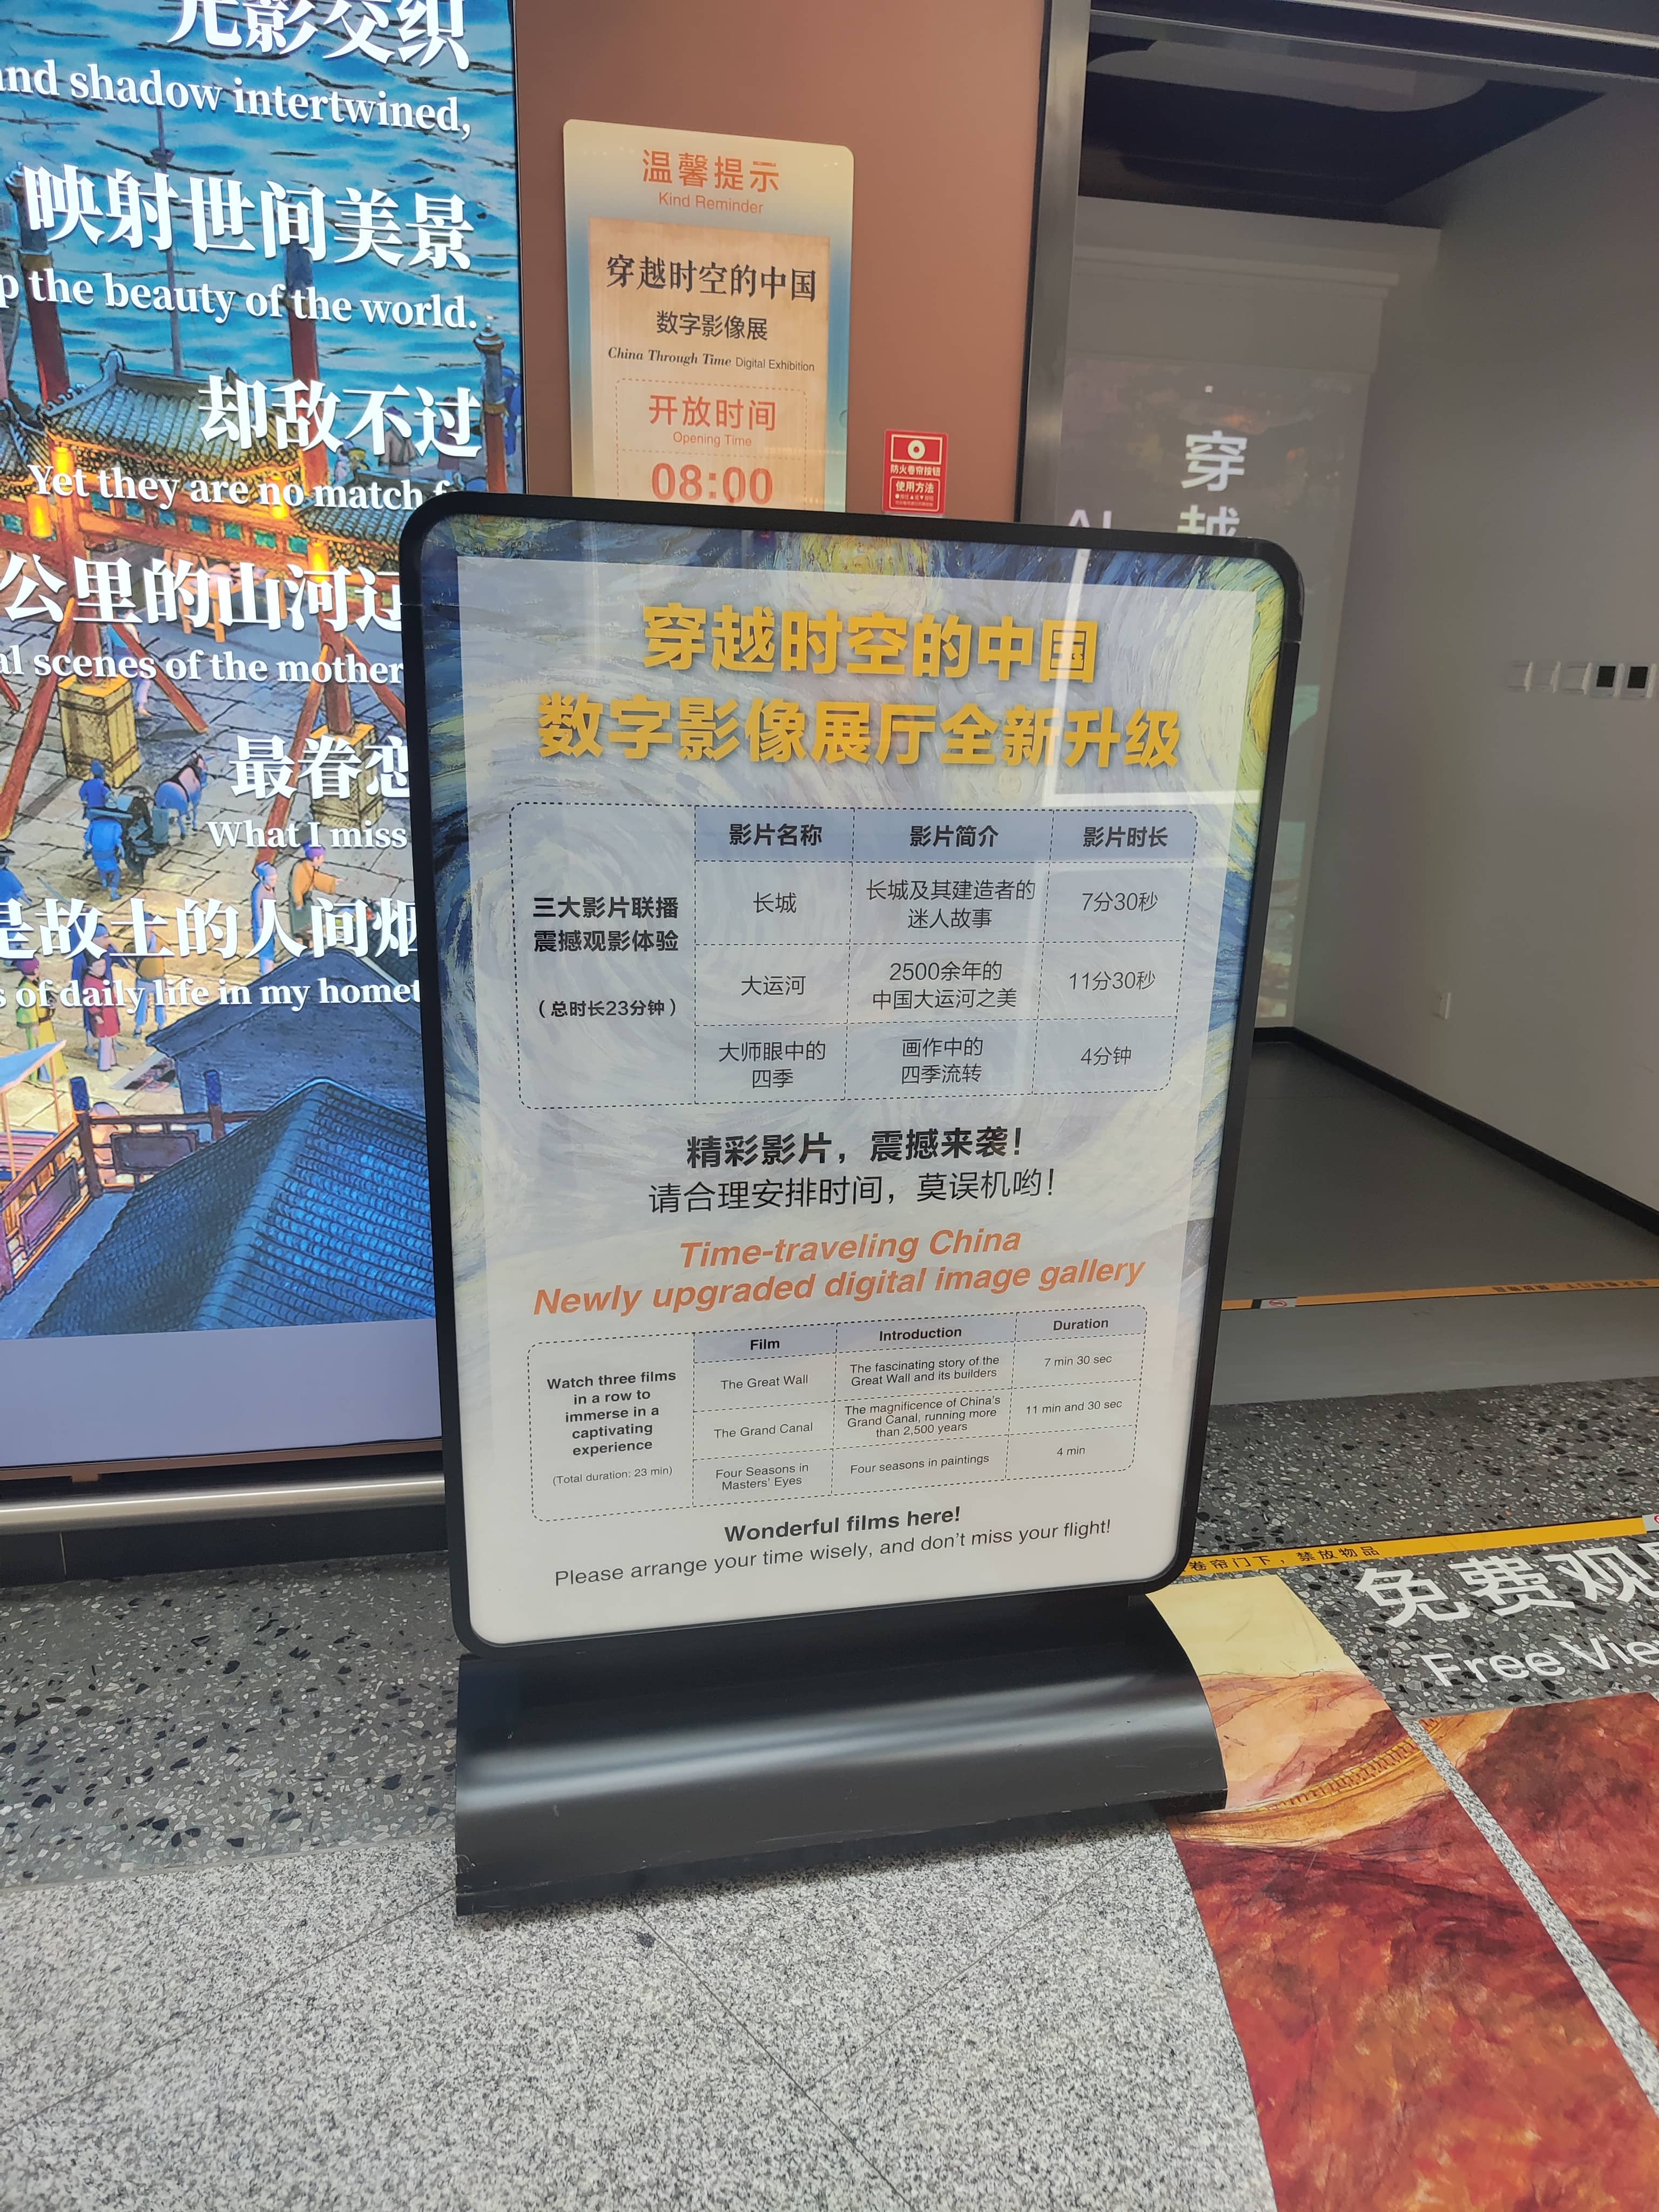 光影交织
and shadow intertwined,
映射世间美景
the beauty of the world.
却敌不过
Yet they are no match
公里的山河
scenes of the mother
最眷恋
What I miss
是故土的人间烟
of daily life in my homet
温馨提示
Kind Reminder
穿越时空的中国
数字影像展
China Through Time Digital Exhibition
开放时间
Opening Time
08:00
防火卷帘按钮
使用方法
穿
越
AI
穿越时空的中国
数字影像展厅全新升级
三大影片联播
震撼观影体验
（总时长23分钟）
影片名称 影片简介 影片时长
长城 长城及其建造者的迷人故事 7分30秒
大运河 2500余年的中国大运河之美 11分30秒
大师眼中的四季 画作中的四季流转 4分钟
精彩影片，震撼来袭！
请合理安排时间，莫误机哟！
Time-traveling China
Newly upgraded digital image gallery
Watch three films
in a row to
immerse in a
captivating
experience
(Total duration: 23 min)
Film Introduction Duration
The Great Wall The fascinating story of the Great Wall and its builders 7 min 30 sec
The Grand Canal The magnificence of China's Grand Canal, running more than 2,500 years 11 min and 30 sec
Four Seasons in Masters' Eyes Four seasons in paintings 4 min
Wonderful films here!
Please arrange your time wisely, and don't miss your flight!
卷帘门下，禁放物品
免费观
Free Vie